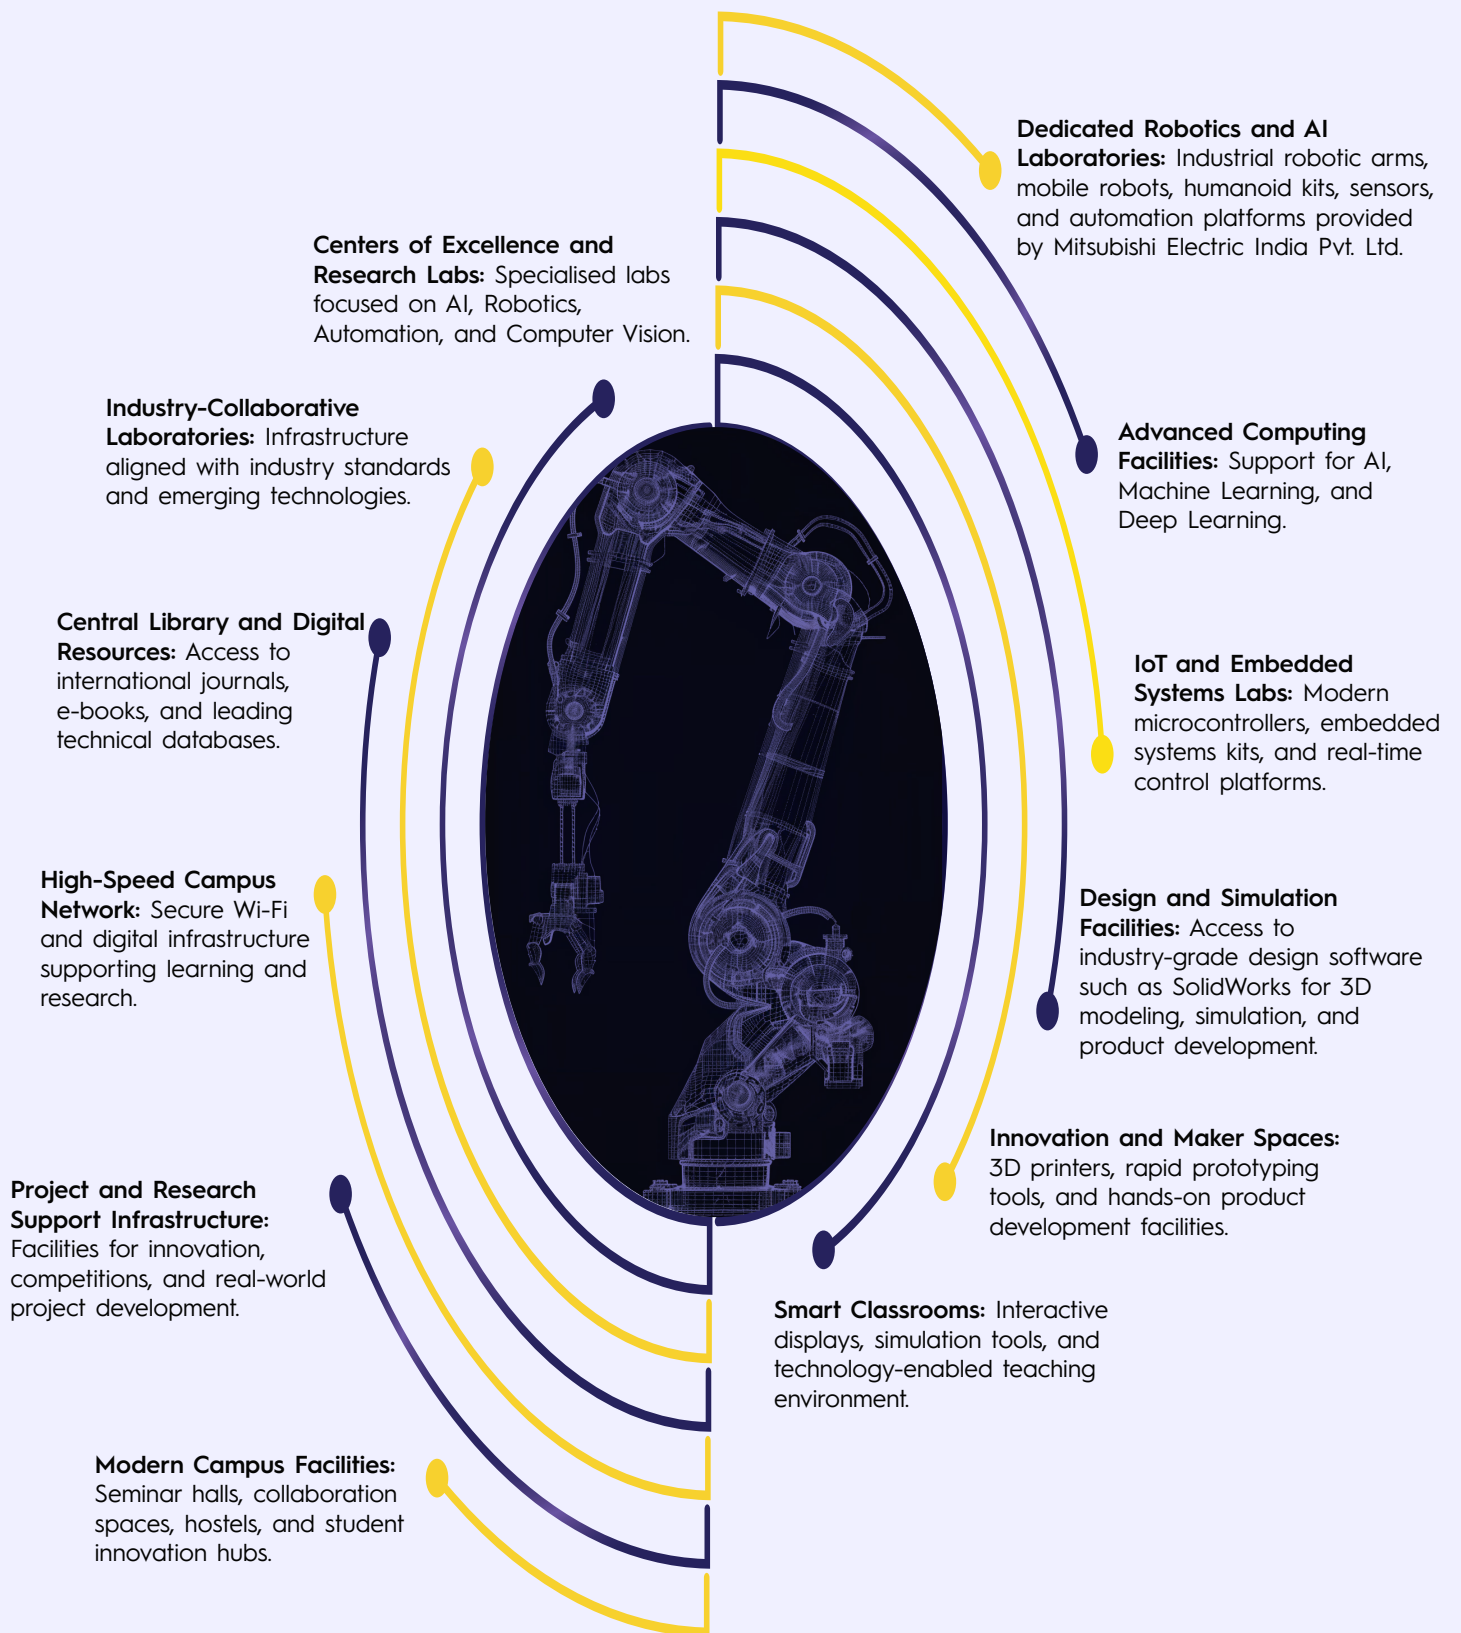 Dedicated Robotics and AI
Laboratories: Industrial robotic arms,
mobile robots, humanoid kits, sensors,
and automation platforms provided
by Mitsubishi Electric India Pvt. Ltd.
Advanced Computing
Facilities: Support for AI,
Machine Learning, and
Deep Learning.
IoT and Embedded
Systems Labs: Modern
microcontrollers, embedded
systems kits, and real-time
control platforms.
Design and Simulation
Facilities: Access to
industry-grade design software
such as SolidWorks for 3D
modeling, simulation, and
product development.
Innovation and Maker Spaces:
3D printers, rapid prototyping
tools, and hands-on product
development facilities.
Smart Classrooms: Interactive
displays, simulation tools, and
technology-enabled teaching
environment.
Centers of Excellence and
Research Labs: Specialised labs
focused on AI, Robotics,
Automation, and Computer Vision.
Industry-Collaborative
Laboratories: Infrastructure
aligned with industry standards
and emerging technologies.
Central Library and Digital
Resources: Access to
international journals,
e-books, and leading
technical databases.
High-Speed Campus
Network: Secure Wi-Fi
and digital infrastructure
supporting learning and
research.
Project and Research
Support Infrastructure:
Facilities for innovation,
competitions, and real-world
project development.
Modern Campus Facilities:
Seminar halls, collaboration
spaces, hostels, and student
innovation hubs.